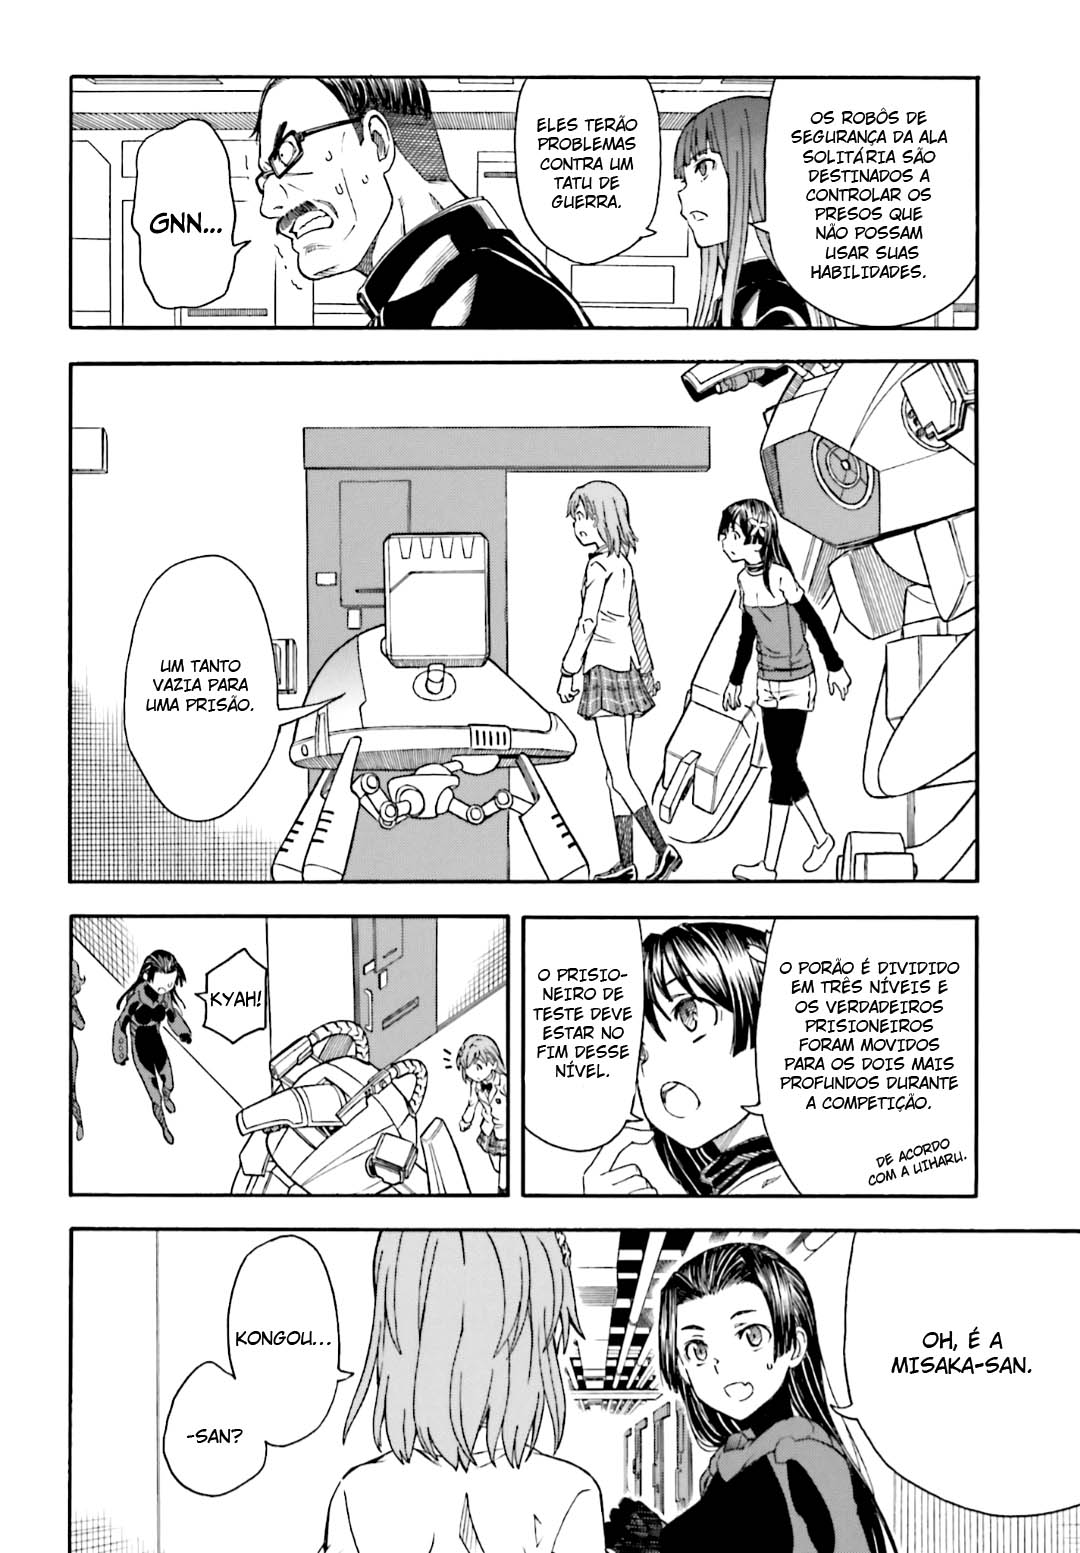 OS ROBÔS DE
SEGURANÇA DA ALA
SOLITÁRIA SÃO
DESTINADOS A
CONTROLAR OS
PRESOS QUE
NÃO POSSAM
USAR SUAS
HABILIDADES.
ELES TERÃO
PROBLEMAS
CONTRA UM
TATU DE
GUERRA.
GNN...
UM TANTO
VAZIA PARA
UMA PRISÃO.
O PORÃO É DIVIDIDO
EM TRÊS NÍVEIS E
OS VERDADEIROS
PRISIONEIROS
FORAM MOVIDOS
PARA OS DOIS MAIS
PROFUNDOS DURANTE
A COMPETIÇÃO.
DE ACORDO
COM A UIHARU.
O PRISIO-
NEIRO DE
TESTE DEVE
ESTAR NO
FIM DESSE
NÍVEL.
KYAH!
OH, É A
MISAKA-SAN.
KONGOU...
-SAN?